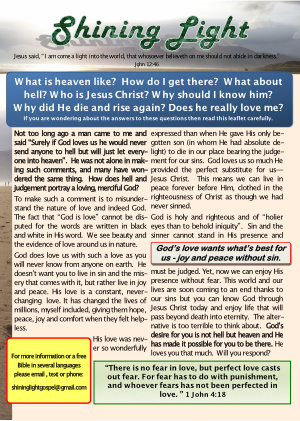 Shining Light
Jesus said, "I am come a light into the world, that whosoever believeth on me should not abide in darkness."
John 12:46
What is heaven like?  How do I get there?  What about
hell? Who is Jesus Christ? Why should I know him?
Why did He die and rise again? Does he really love me?
If you are wondering about the answers to these questions then read this leaflet carefully.
Not too long ago a man came to me and
said "Surely if God loves us he would never
send anyone to hell but will just let every-
one into heaven".  He was not alone in mak-
ing such comments, and many have won-
dered the same thing.  How does hell and
judgement portray a loving, merciful God?
To make such a comment is to misunder-
stand the nature of love and indeed God.
The fact that "God is love" cannot be dis-
puted for the words are written in black
and white in His Word.  We see beauty and
the evidence of love around us in nature.
God does love us with such a love as you
will never know from anyone on earth.  He
doesn't want you to live in sin and the mis-
ery that comes with it, but rather live in joy
and peace. His love is a constant, never-
changing  love. It has changed the lives of
millions, myself included, giving them hope,
peace, joy and comfort when they felt help-
less.
His love was nev-
er so wonderfully
expressed than when He gave His only be-
gotten son (in whom He had absolute de-
light) to die in our place bearing the judge-
ment for our sins.  God loves us so much He
provided the perfect substitute for us—
Jesus Christ.  This means we can live in
peace forever before Him, clothed in the
righteousness of Christ as though we had
never sinned.
God is holy and righteous and of "holier
eyes than to behold iniquity".  Sin and the
sinner cannot stand in His presence and
God's love wants what's best for
us - joy and peace without sin.
must be judged. Yet, now we can enjoy His
presence without fear.  This world and our
lives are soon coming to an end thanks to
our sins but you can know God through
Jesus Christ today and enjoy life that will
pass beyond death into eternity.  The alter-
native is too terrible to think about.  God's
desire for you is not hell but heaven and He
has made it possible for you to be there. He
loves you that much.  Will you respond?
For more information or a free
Bible in several languages
please email , text or phone:
shininglightgospel@gmail.com
"There is no fear in love, but perfect love casts
out fear. For fear has to do with punishment,
and whoever fears has not been perfected in
love. " 1 John 4:18